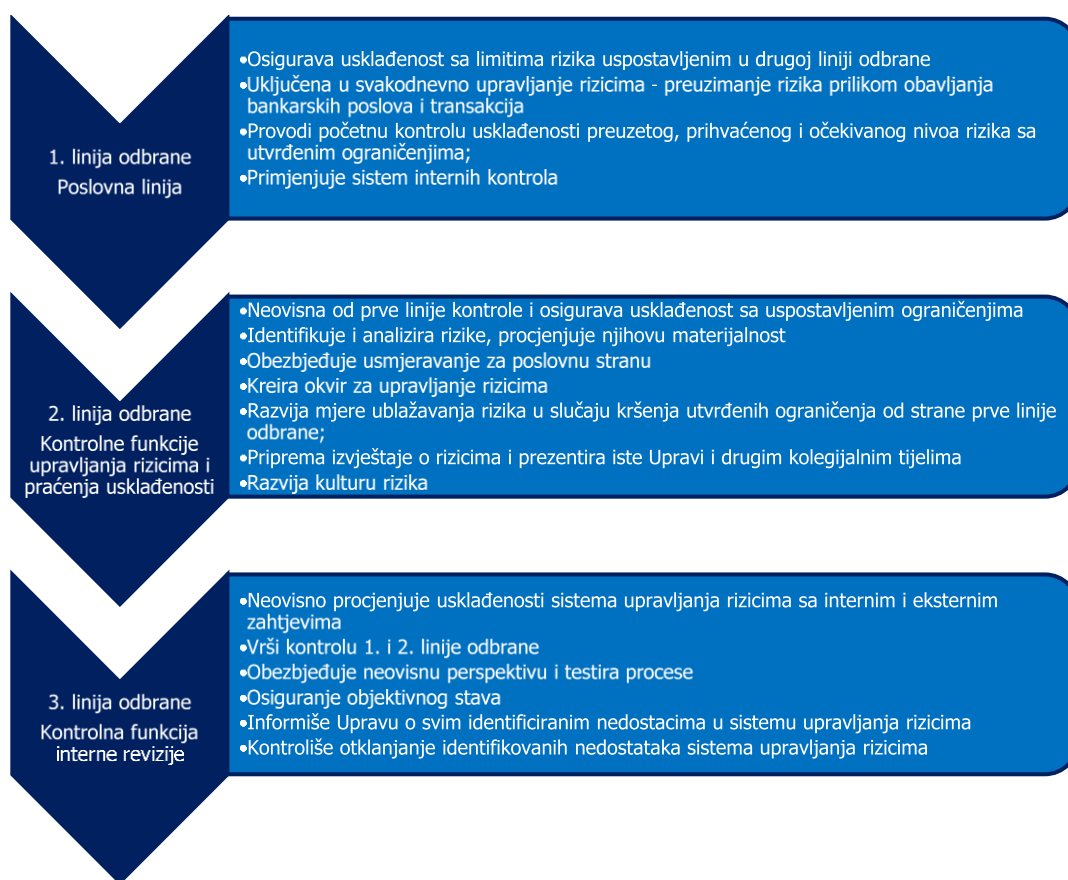 1. linija odbrane
Poslovna linija
•Osigurava usklađenost sa limitima rizika uspostavljenim u drugoj liniji odbrane
•Uključena u svakodnevno upravljanje rizicima - preuzimanje rizika prilikom obavljanja
bankarskih poslova i transakcija
•Provodi početnu kontrolu usklađenosti preuzetog, prihvaćenog i očekivanog nivoa rizika sa
utvrđenim ograničenjima;
•Primjenjuje sistem internih kontrola
2. linija odbrane
Kontrolne funkcije
upravljanja rizicima i
praćenja usklađenosti
•Neovisna od prve linije kontrole i osigurava usklađenost sa uspostavljenim ograničenjima
•Identifikuje i analizira rizike, procjenjuje njihovu materijalnost
•Obezbjeđuje usmjeravanje za poslovnu stranu
•Kreira okvir za upravljanje rizicima
•Razvija mjere ublažavanja rizika u slučaju kršenja utvrđenih ograničenja od strane prve linije
odbrane;
•Priprema izvještaje o rizicima i prezentira iste Upravi i drugim kolegijalnim tijelima
•Razvija kulturu rizika
3. linija odbrane
Kontrolna funkcija
interne revizije
•Neovisno procjenjuje usklađenosti sistema upravljanja rizicima sa internim i eksternim
zahtjevima
•Vrši kontrolu 1. i 2. linije odbrane
•Obezbjeđuje neovisnu perspektivu i testira procese
•Osiguranje objektivnog stava
•Informiše Upravu o svim identificiranim nedostacima u sistemu upravljanja rizicima
•Kontroliše otklanjanje identifikovanih nedostataka sistema upravljanja rizicima